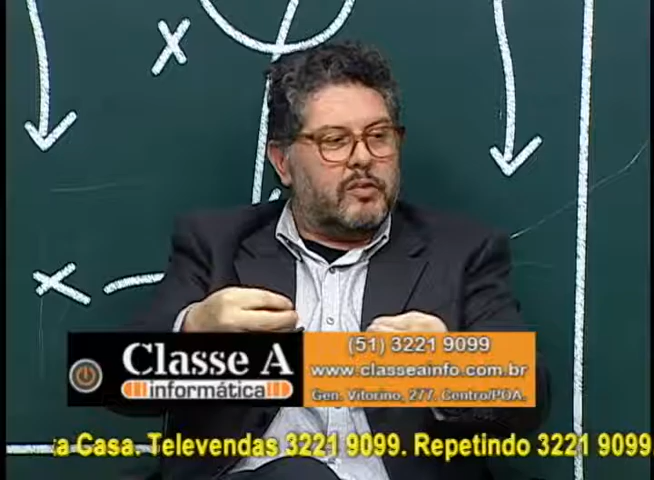 Classe A
informática
(51) 3221 9099
www.classeainfo.com.br
Gen. Vitorino, 277. Centro/POA.
a Casa. Televendas 3221 9099. Repetindo 3221 9099